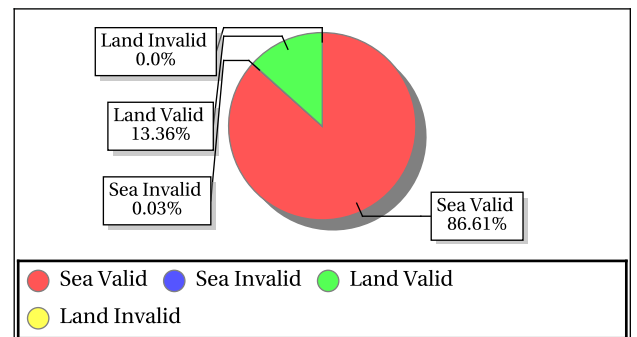 Land Invalid
0.0%
Land Valid
13.36%
Sea Invalid
0.03%
Sea Valid
86.61%
Sea Valid Sea Invalid Land Valid
Land Invalid